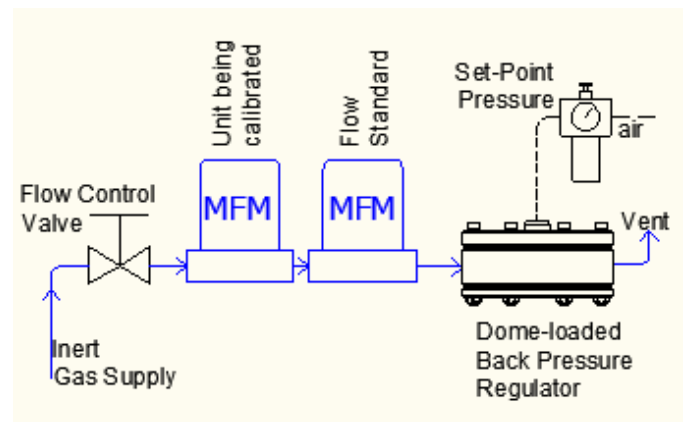 Unit being
calibrated
Flow
Standard
Set-Point
Pressure
air
Flow Control
Valve
MFM
MFM
Vent
Inert
Gas Supply
Dome-loaded
Back Pressure
Regulator